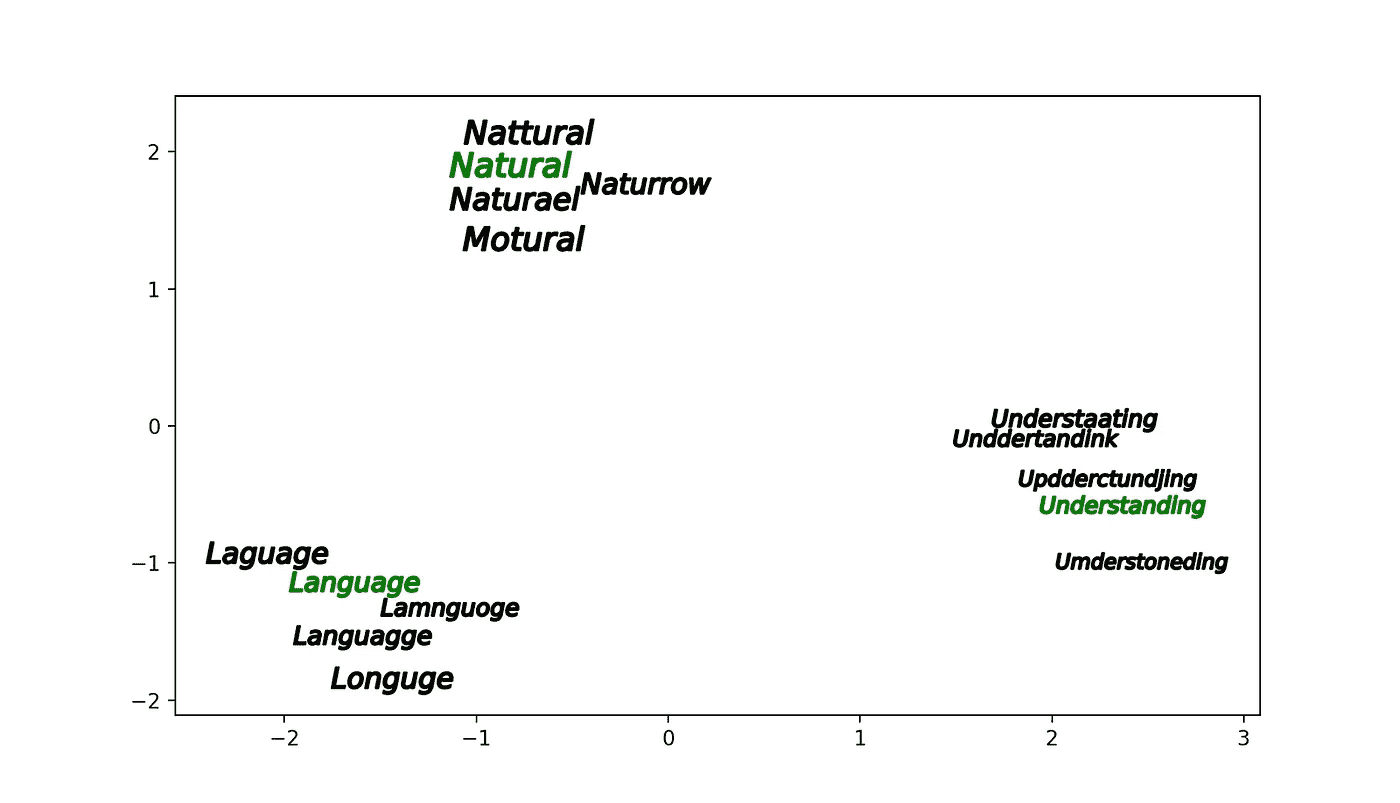 Nattural
2
Natural
Naturrow
Naturael
Motural
1
Understaating
0
Unddertandink
Updderctundjing
Understanding
Laguage
−1
Umderstoneding
Language
Lamnguoge
Languagge
Longuge
−2
−2 −1 0 1 2 3